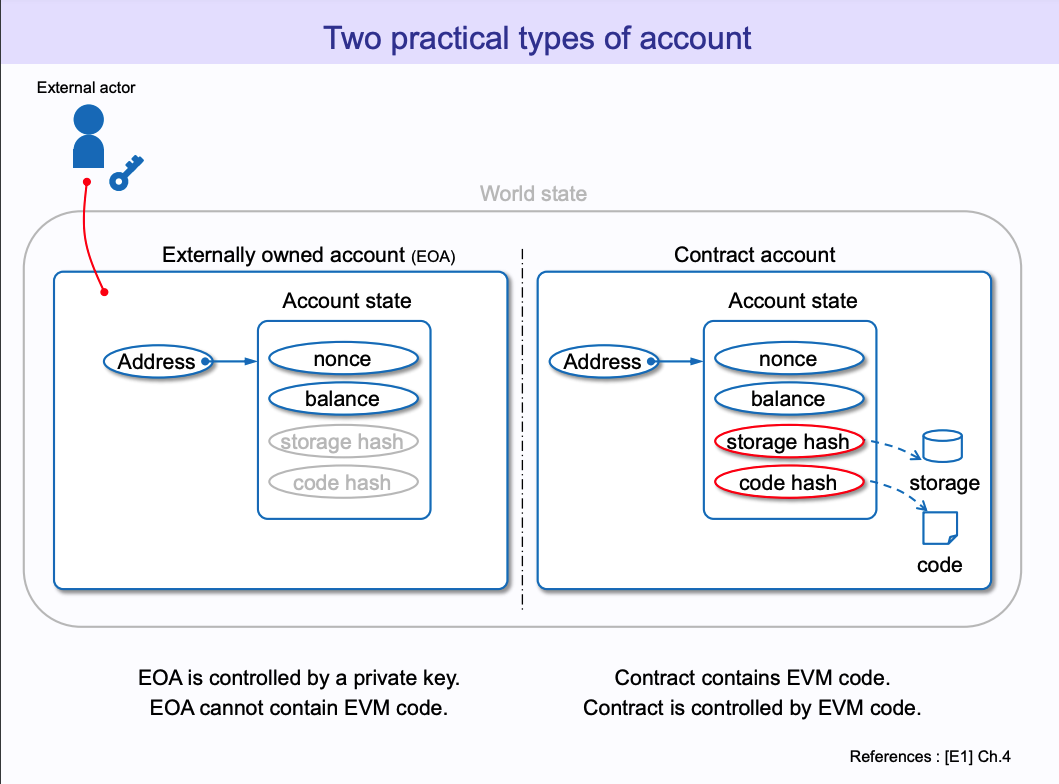 Two practical types of account
External actor
World state
Externally owned account (EOA)
Account state
Address
nonce
balance
storage hash
code hash
Contract account
Account state
Address
nonce
balance
storage hash
code hash
storage
code
EOA is controlled by a private key.
EOA cannot contain EVM code.
Contract contains EVM code.
Contract is controlled by EVM code.
References : [E1] Ch.4